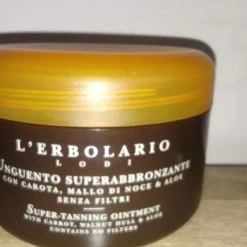 L'ERBOLARIO
LODI
UNGUENTO SUPERABBRONZANTE
CON CAROTA, MALLO DI NOCE & ALOE
SENZA FILTRI
SUPER-TANNING OINTMENT
WITH CARROT, WALNUT HULL & ALOE
CONTAINS NO FILTERS